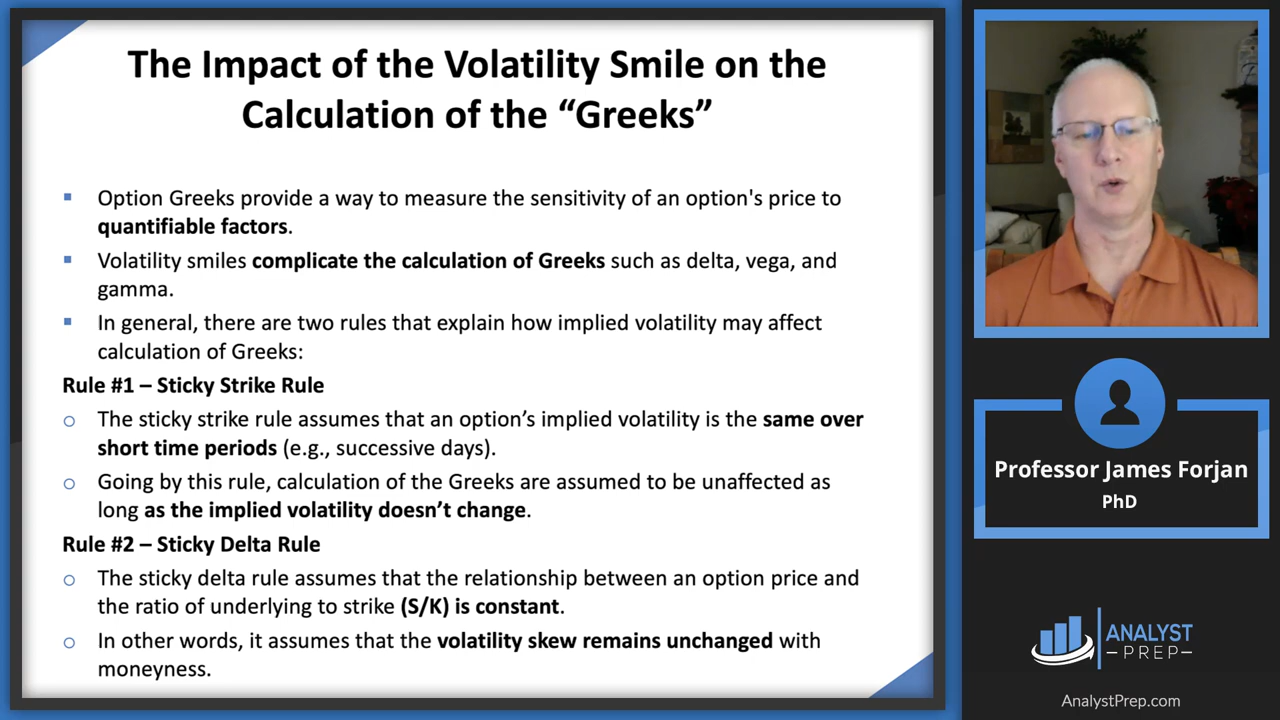 The Impact of the Volatility Smile on the
Calculation of the “Greeks”
▪ Option Greeks provide a way to measure the sensitivity of an option's price to
quantifiable factors.
▪ Volatility smiles complicate the calculation of Greeks such as delta, vega, and
gamma.
▪ In general, there are two rules that explain how implied volatility may affect
calculation of Greeks:
Rule #1 – Sticky Strike Rule
o The sticky strike rule assumes that an option’s implied volatility is the same over
short time periods (e.g., successive days).
o Going by this rule, calculation of the Greeks are assumed to be unaffected as
long as the implied volatility doesn’t change.
Rule #2 – Sticky Delta Rule
o The sticky delta rule assumes that the relationship between an option price and
the ratio of underlying to strike (S/K) is constant.
o In other words, it assumes that the volatility skew remains unchanged with
moneyness.
Professor James Forjan
PhD
ANALYST
–PREP–
AnalystPrep.com